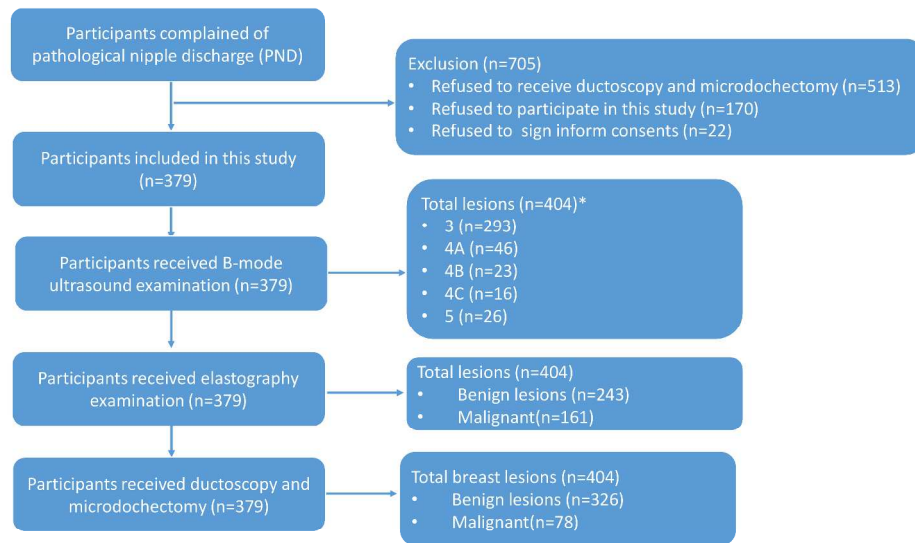 Participants complained of
pathological nipple discharge (PND)
Exclusion (n=705)
• Refused to receive ductoscopy and microdochectomy (n=513)
• Refused to participate in this study (n=170)
• Refused to sign inform consents (n=22)
Participants included in this study
(n=379)
Total lesions (n=404)*
• 3 (n=293)
• 4A (n=46)
• 4B (n=23)
• 4C (n=16)
• 5 (n=26)
Participants received B-mode
ultrasound examination (n=379)
Participants received elastography
examination (n=379)
Total lesions (n=404)
• Benign lesions (n=243)
• Malignant(n=161)
Participants received ductoscopy and
microdochectomy (n=379)
Total breast lesions (n=404)
• Benign lesions (n=326)
• Malignant(n=78)